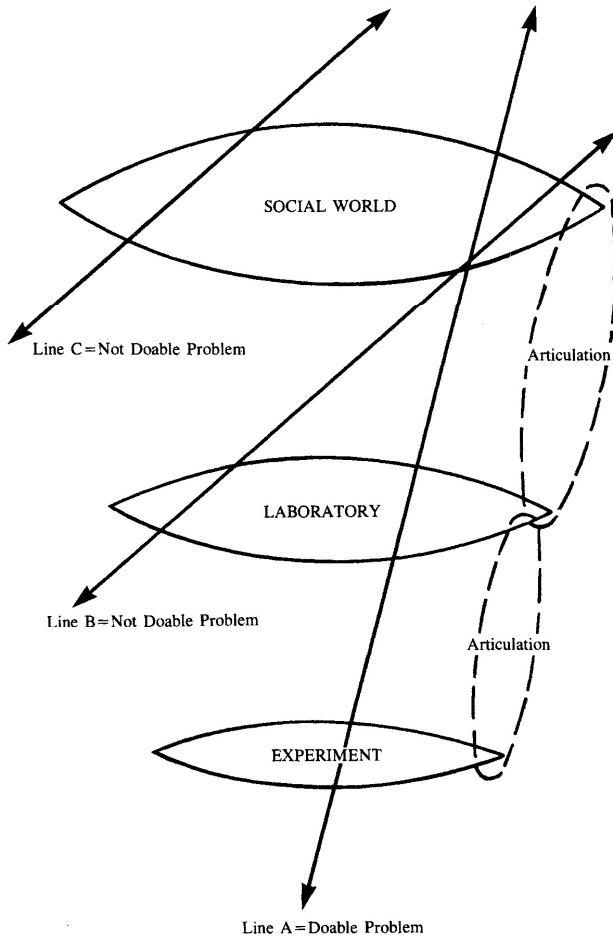 SOCIAL WORLD
Line C=Not Doable Problem
Articulation
LABORATORY
Line B=Not Doable Problem
Articulation
EXPERIMENT
Line A=Doable Problem